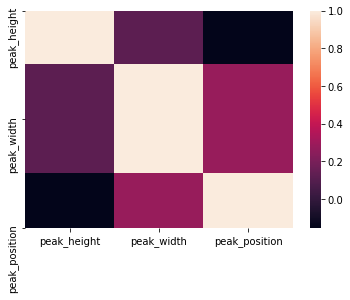 peak_height
peak_width
peak_position
peak_height
peak_width
peak_position
1.0
0.8
0.6
0.4
0.2
0.0